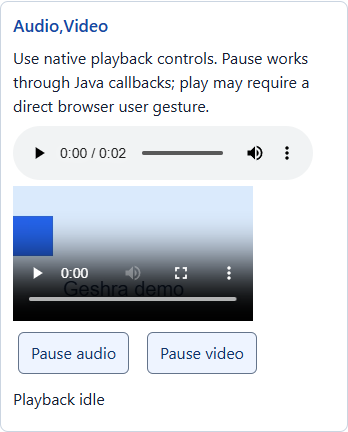 Audio,Video
Use native playback controls. Pause works
through Java callbacks; play may require a
direct browser user gesture.
0:00 / 0:02
0:00
Geshra demo
Pause audio Pause video
Playback idle